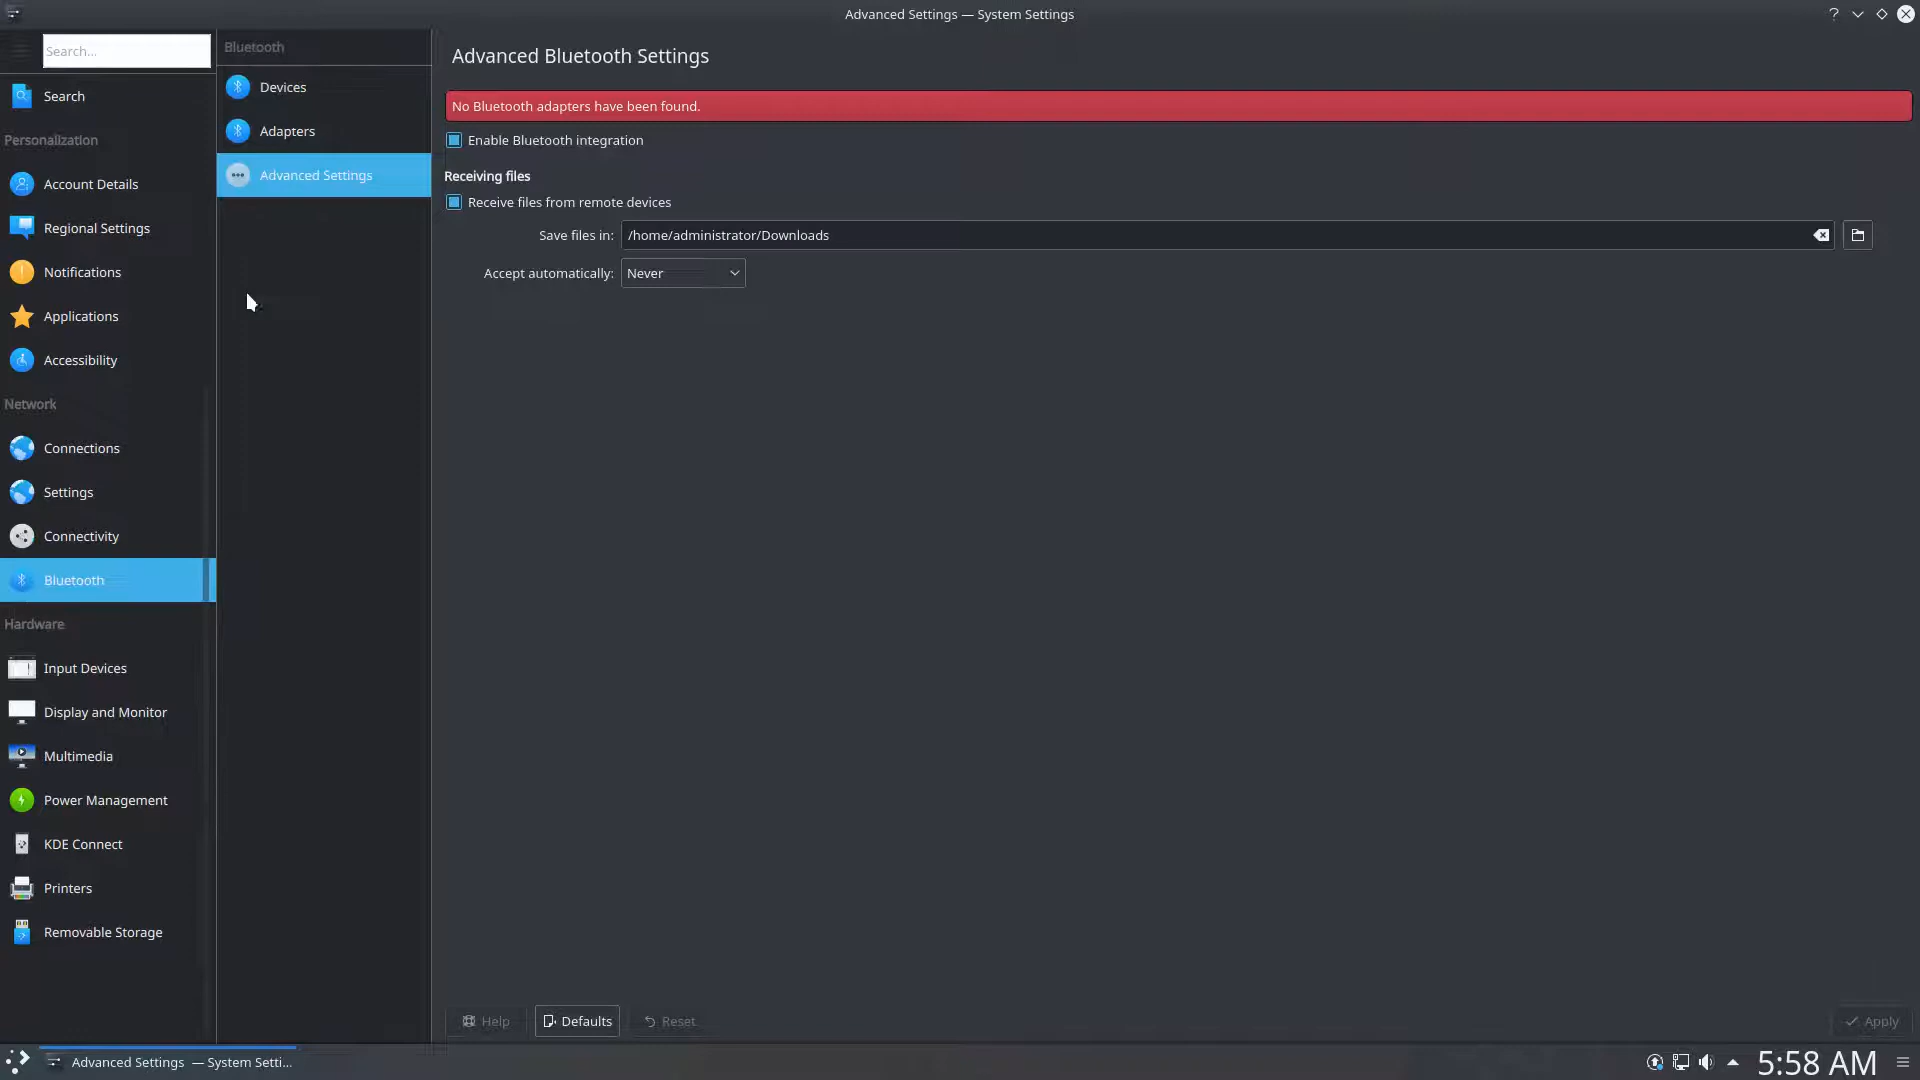 Advanced Settings — System Settings
?
Search...
Search
Personalization
Account Details
Regional Settings
Notifications
Applications
Accessibility
Network
Connections
Settings
Connectivity
Bluetooth
Hardware
Input Devices
Display and Monitor
Multimedia
Power Management
KDE Connect
Printers
Removable Storage
Bluetooth
Devices
Adapters
Advanced Settings
Advanced Bluetooth Settings
No Bluetooth adapters have been found.
Enable Bluetooth integration
Receiving files
Receive files from remote devices
Save files in: /home/administrator/Downloads
Accept automatically: Never
Help Defaults Reset Apply
Advanced Settings — System Setti... 5:58 AM